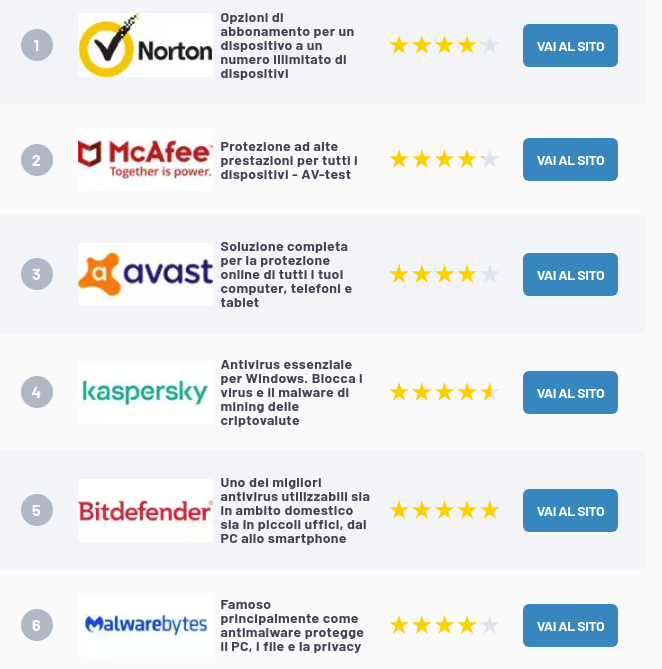 1
Norton
Opzioni di
abbonamento per un
dispositivo a un
numero illimitato di
dispositivi
VAI AL SITO
2
McAfee™
Together is power.
Protezione ad alte
prestazioni per tutti i
dispositivi - AV-test
VAI AL SITO
3
avast
Soluzione completa
per la protezione
online di tutti i tuoi
computer, telefoni e
tablet
VAI AL SITO
4
kaspersky
Antivirus essenziale
per Windows. Blocca i
virus e il malware di
mining delle
criptovalute
VAI AL SITO
5
Bitdefender®
Uno dei migliori
antivirus utilizzabili sia
in ambito domestico
sia in piccoli uffici, dal
PC allo smartphone
VAI AL SITO
6
Malwarebytes
Famoso
principalmente come
antimalware protegge
il PC, i file e la privacy
VAI AL SITO